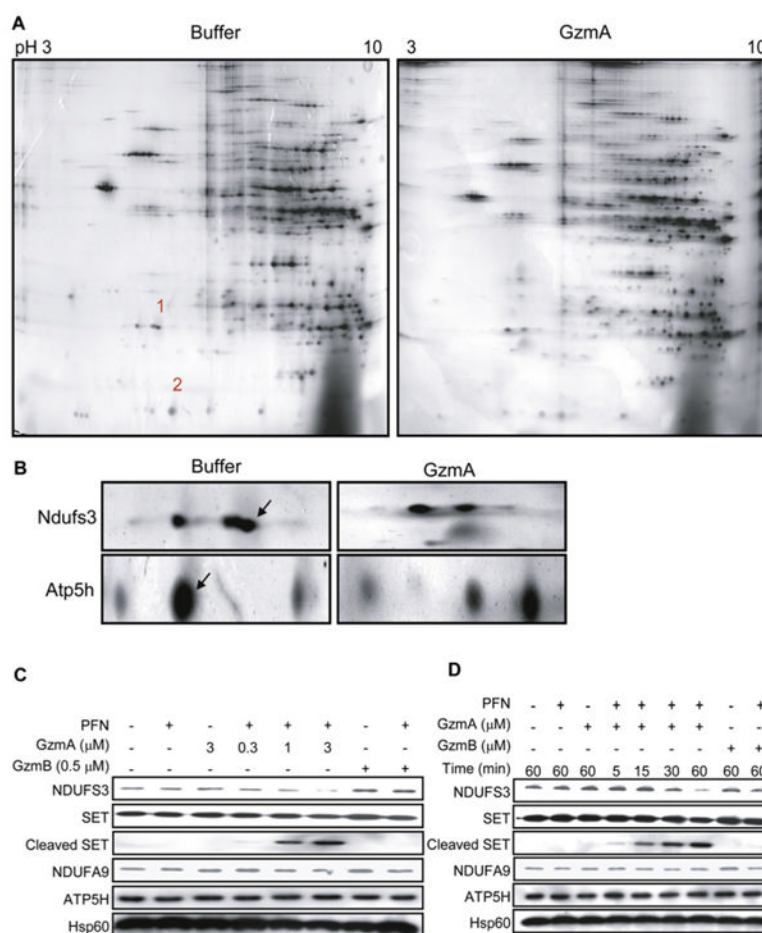 A
Buffer
GzmA
pH 3
10
3
10
1
2
B
Buffer
GzmA
Ndufs3
Atp5h
C
PFN - + - + + + - +
GzmA (μM) - - 3 0.3 1 3 - -
GzmB (0.5 μM) - - - - - - + +
NDUFS3
SET
Cleaved SET
NDUFA9
ATP5H
Hsp60
D
PFN - + - + + + + - +
GzmA (μM) - - + + + + + - -
GzmB (μM) - - - - - - - + +
Time (min) 60 60 60 5 15 30 60 60 60
NDUFS3
SET
Cleaved SET
NDUFA9
ATP5H
Hsp60